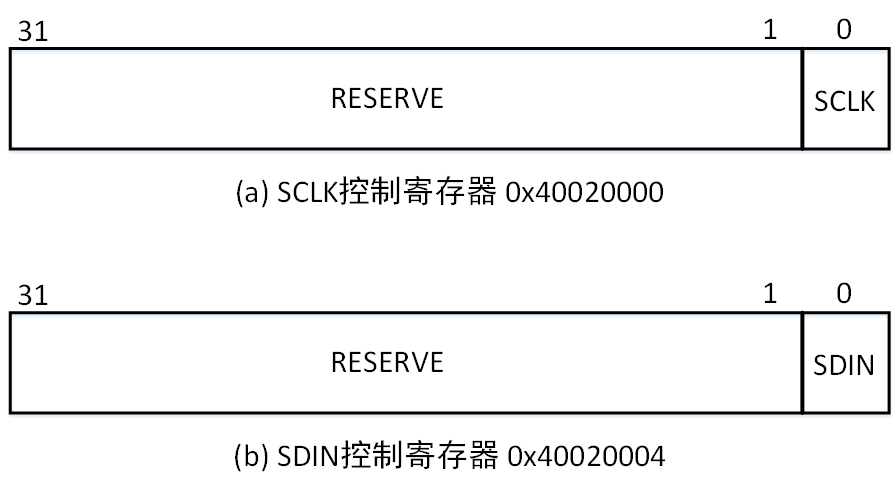 31 1 0
RESERVE SCLK
(a) SCLK控制寄存器 0x40020000
31 1 0
RESERVE SDIN
(b) SDIN控制寄存器 0x40020004